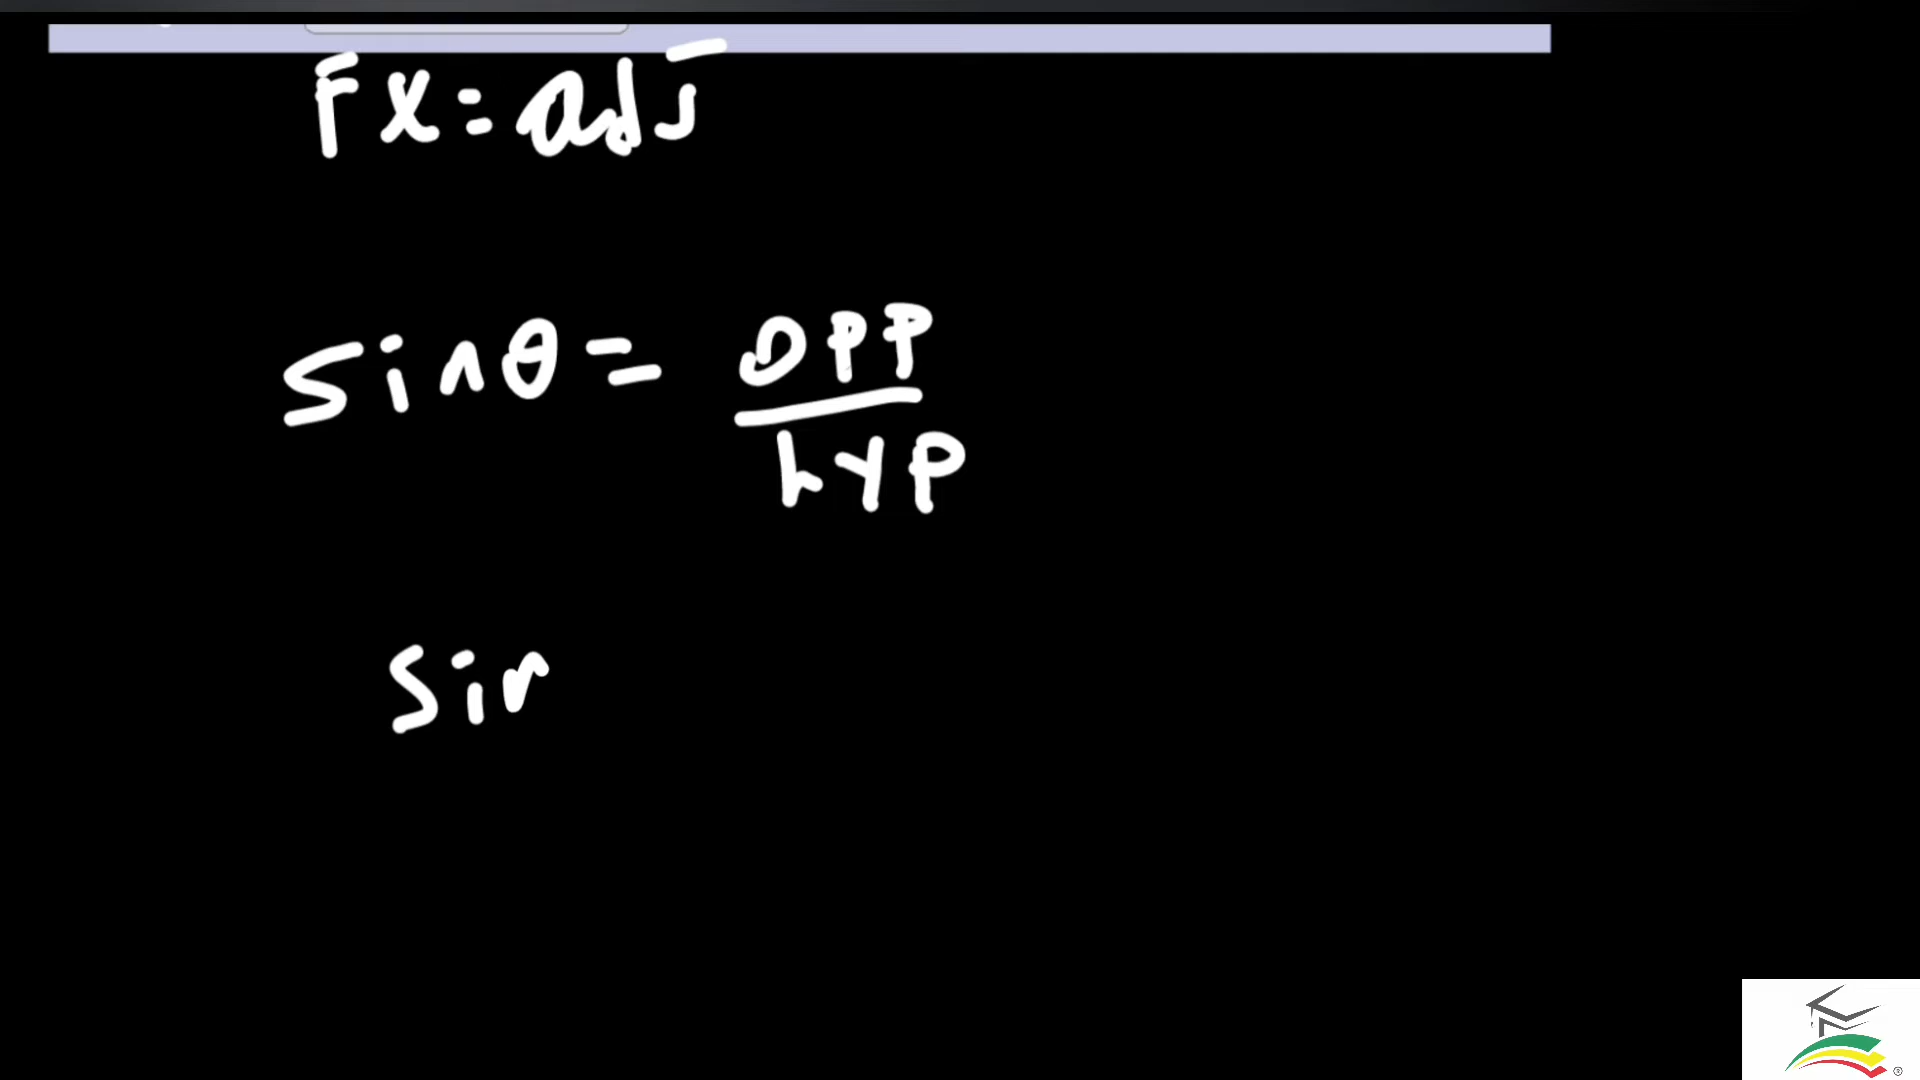 Fx = adj
sinθ = opp
hyp
sin